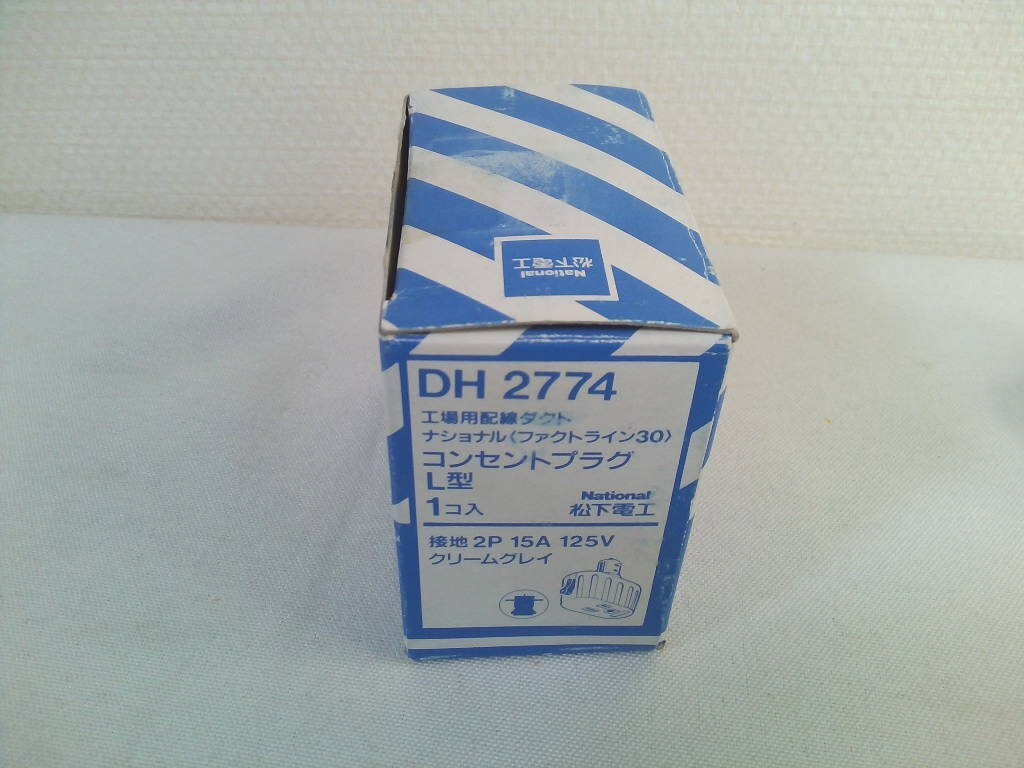 National
松下電工
DH 2774
工場用配線ダクト
ナショナル〈ファクトライン30〉
コンセントプラグ
L型
1コ入
National
松下電工
接地 2P 15A 125V
クリームグレイ